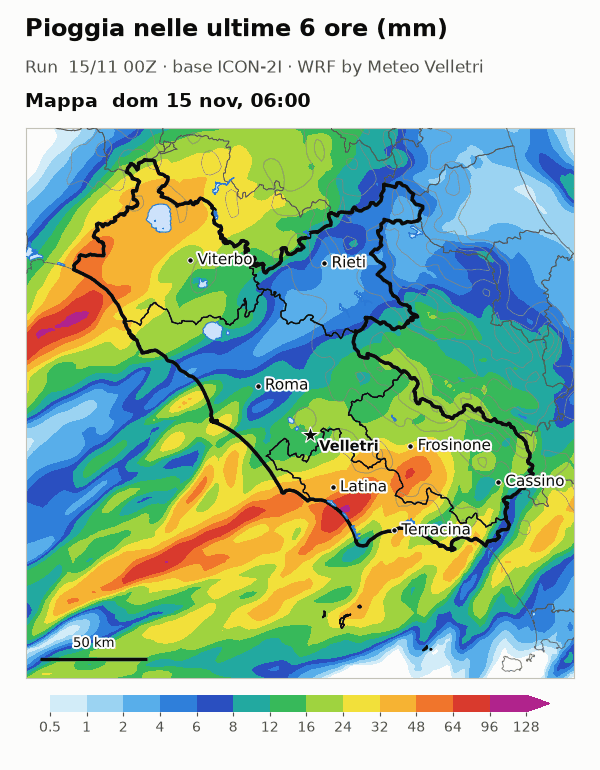 Pioggia nelle ultime 6 ore (mm)
Run  15/11 00Z · base ICON-2I · WRF by Meteo Velletri
Mappa  dom 15 nov, 06:00
Viterbo
Rieti
Roma
Velletri
Frosinone
Latina
Cassino
Terracina
50 km
0.5 1 2 4 6 8 12 16 24 32 48 64 96 128